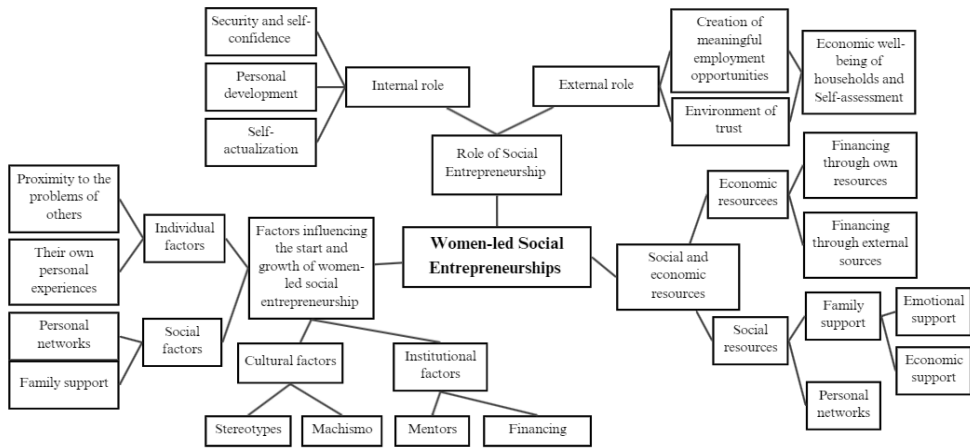 Security and self-
confidence
Personal
development
Self-
actualization
Internal role
External role
Creation of
meaningful
employment
opportunities
Environment of
trust
Economic well-
being of
households and
Self-assessment
Role of Social
Entrepreneurship
Women-led Social
Entrepreneurships
Proximity to the
problems of
others
Their own
personal
experiences
Individual
factors
Personal
networks
Family support
Social
factors
Factors influencing
the start and
growth of women-
led social
entrepreneurship
Cultural factors
Stereotypes
Machismo
Institutional
factors
Mentors
Financing
Social and
economic
resources
Economic
resourcees
Financing
through own
resources
Financing
through external
sources
Social
resources
Family
support
Emotional
support
Economic
support
Personal
networks